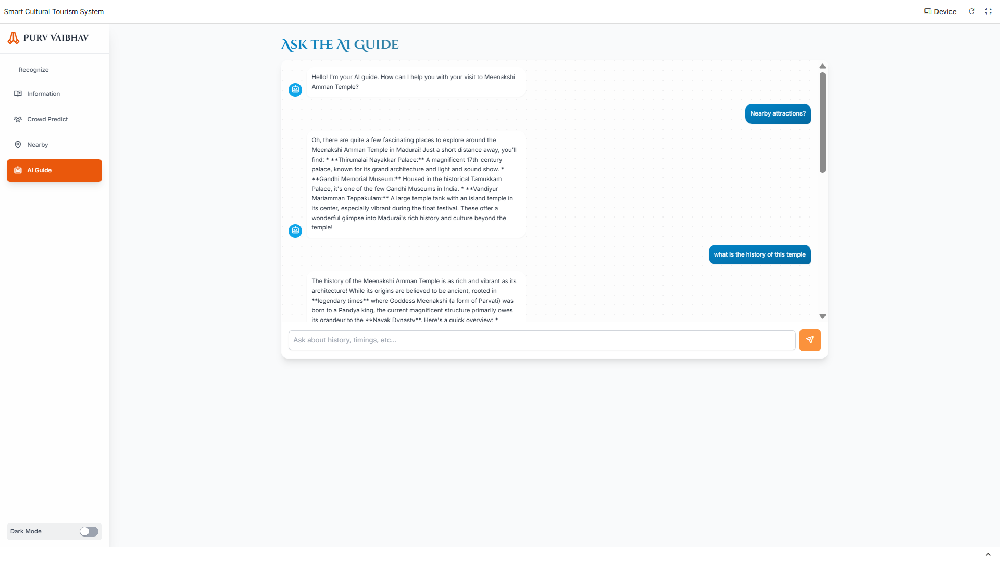 Smart Cultural Tourism System
Device
PURV VAIBHAV
Recognize
Information
Crowd Predict
Nearby
AI Guide
Dark Mode
ASK THE AI GUIDE
Hello! I'm your AI guide. How can I help you with your visit to Meenakshi
Amman Temple?
Nearby attractions?
Oh, there are quite a few fascinating places to explore around the
Meenakshi Amman Temple in Madurai! Just a short distance away, you'll
find: * **Thirumalai Nayakkar Palace:** A magnificent 17th-century
palace, known for its grand architecture and light and sound show. *
**Gandhi Memorial Museum:** Housed in the historical Tamukkam
Palace, it's one of the few Gandhi Museums in India. * **Vandiyur
Mariamman Teppakulam:** A large temple tank with an island temple in
its center, especially vibrant during the float festival. These offer a
wonderful glimpse into Madurai's rich history and culture beyond the
temple!
what is the history of this temple
The history of the Meenakshi Amman Temple is as rich and vibrant as its
architecture! While its origins are believed to be ancient, rooted in
**legendary times** where Goddess Meenakshi (a form of Parvati) was
born to a Pandya king, the current magnificent structure primarily owes
its grandeur to the **Nayak Dynasty**. Here's a quick overview: *
Ask about history, timings, etc...